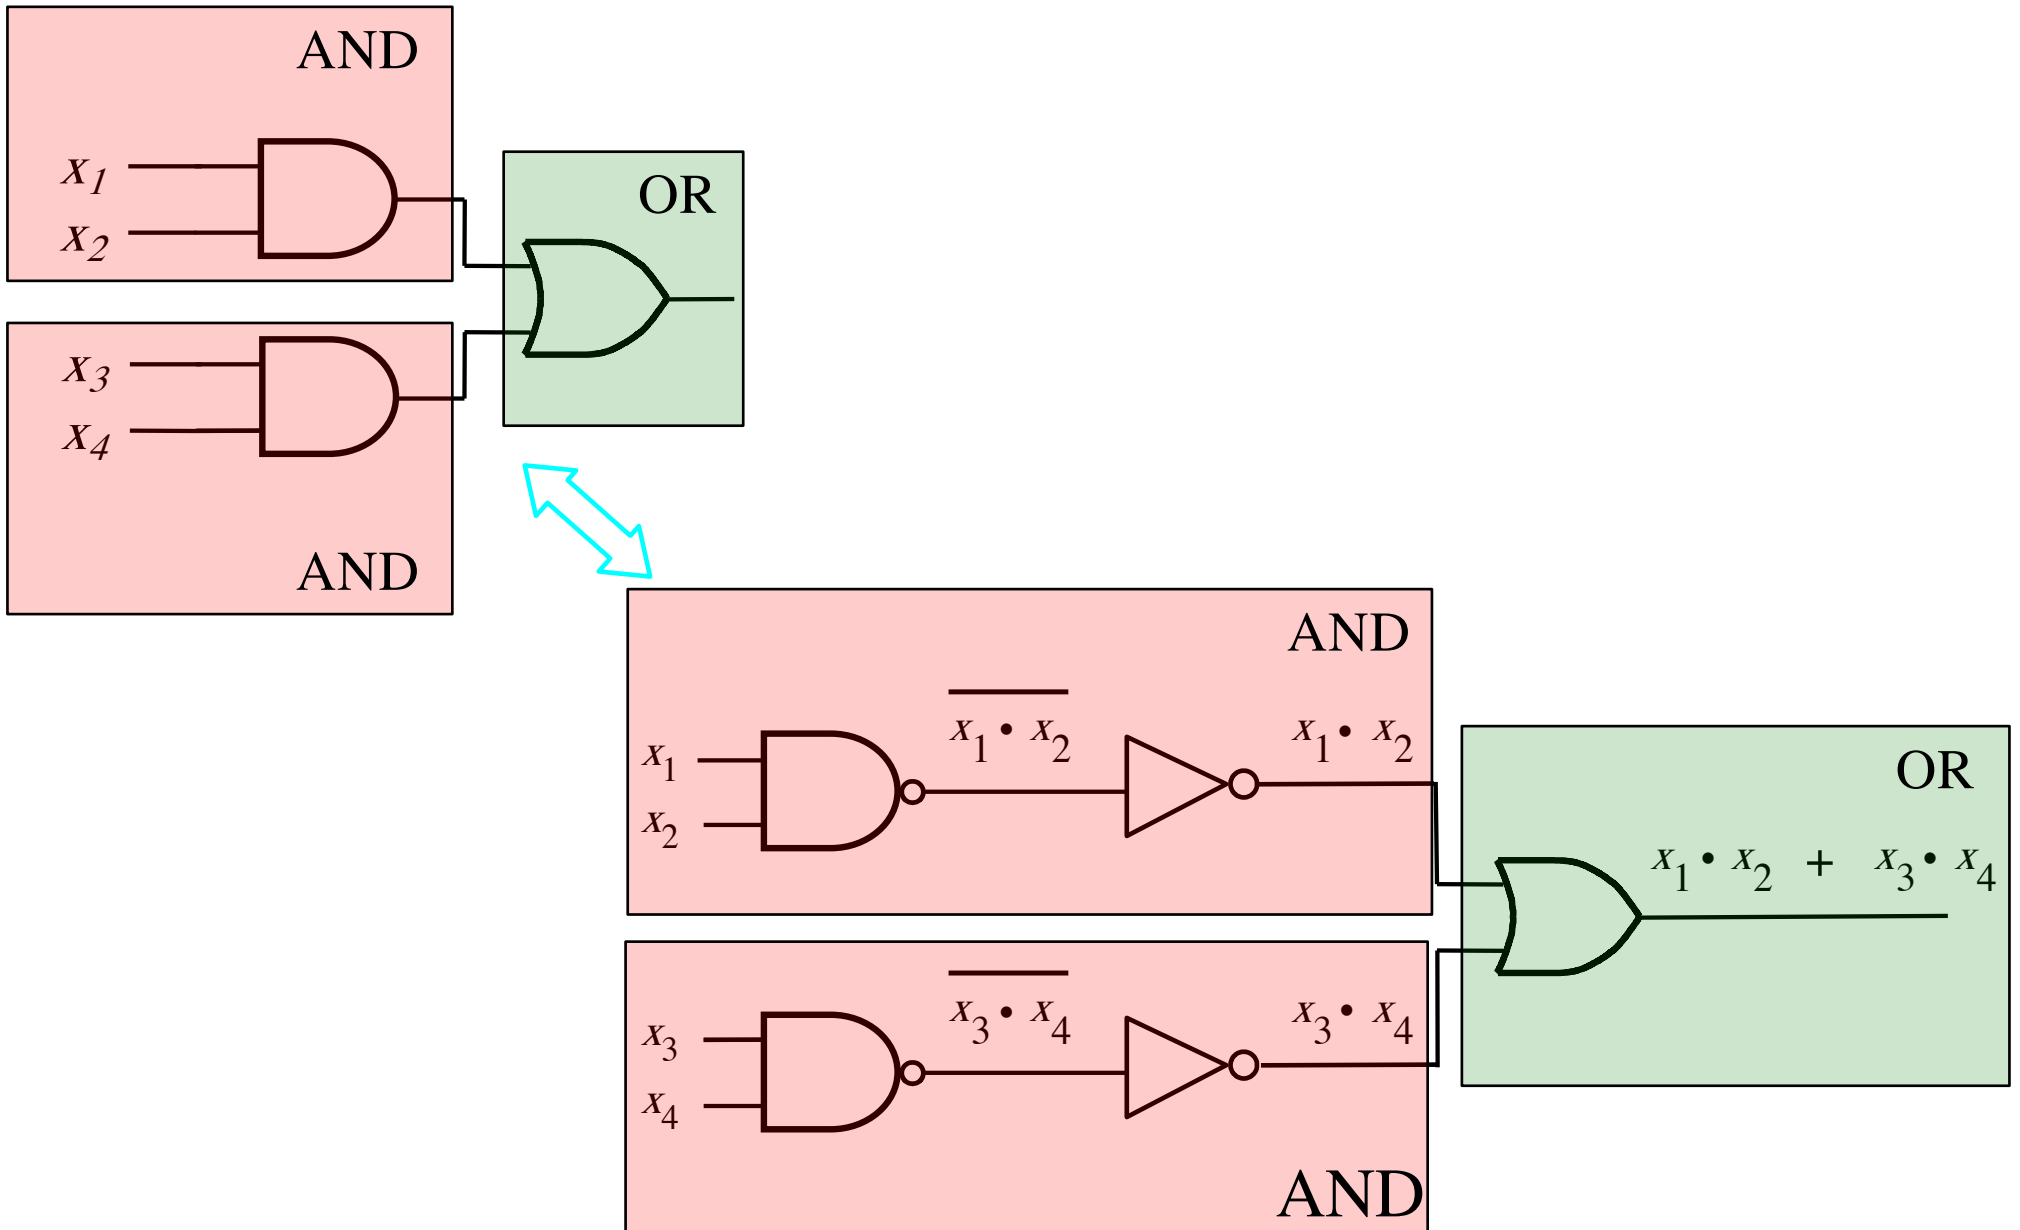 AND
x1
x2
OR
x3
x4
AND
AND
x1 • x2
x1 • x2
x1
x2
OR
x1 • x2 + x3 • x4
x3 • x4
x3 • x4
x3
x4
AND